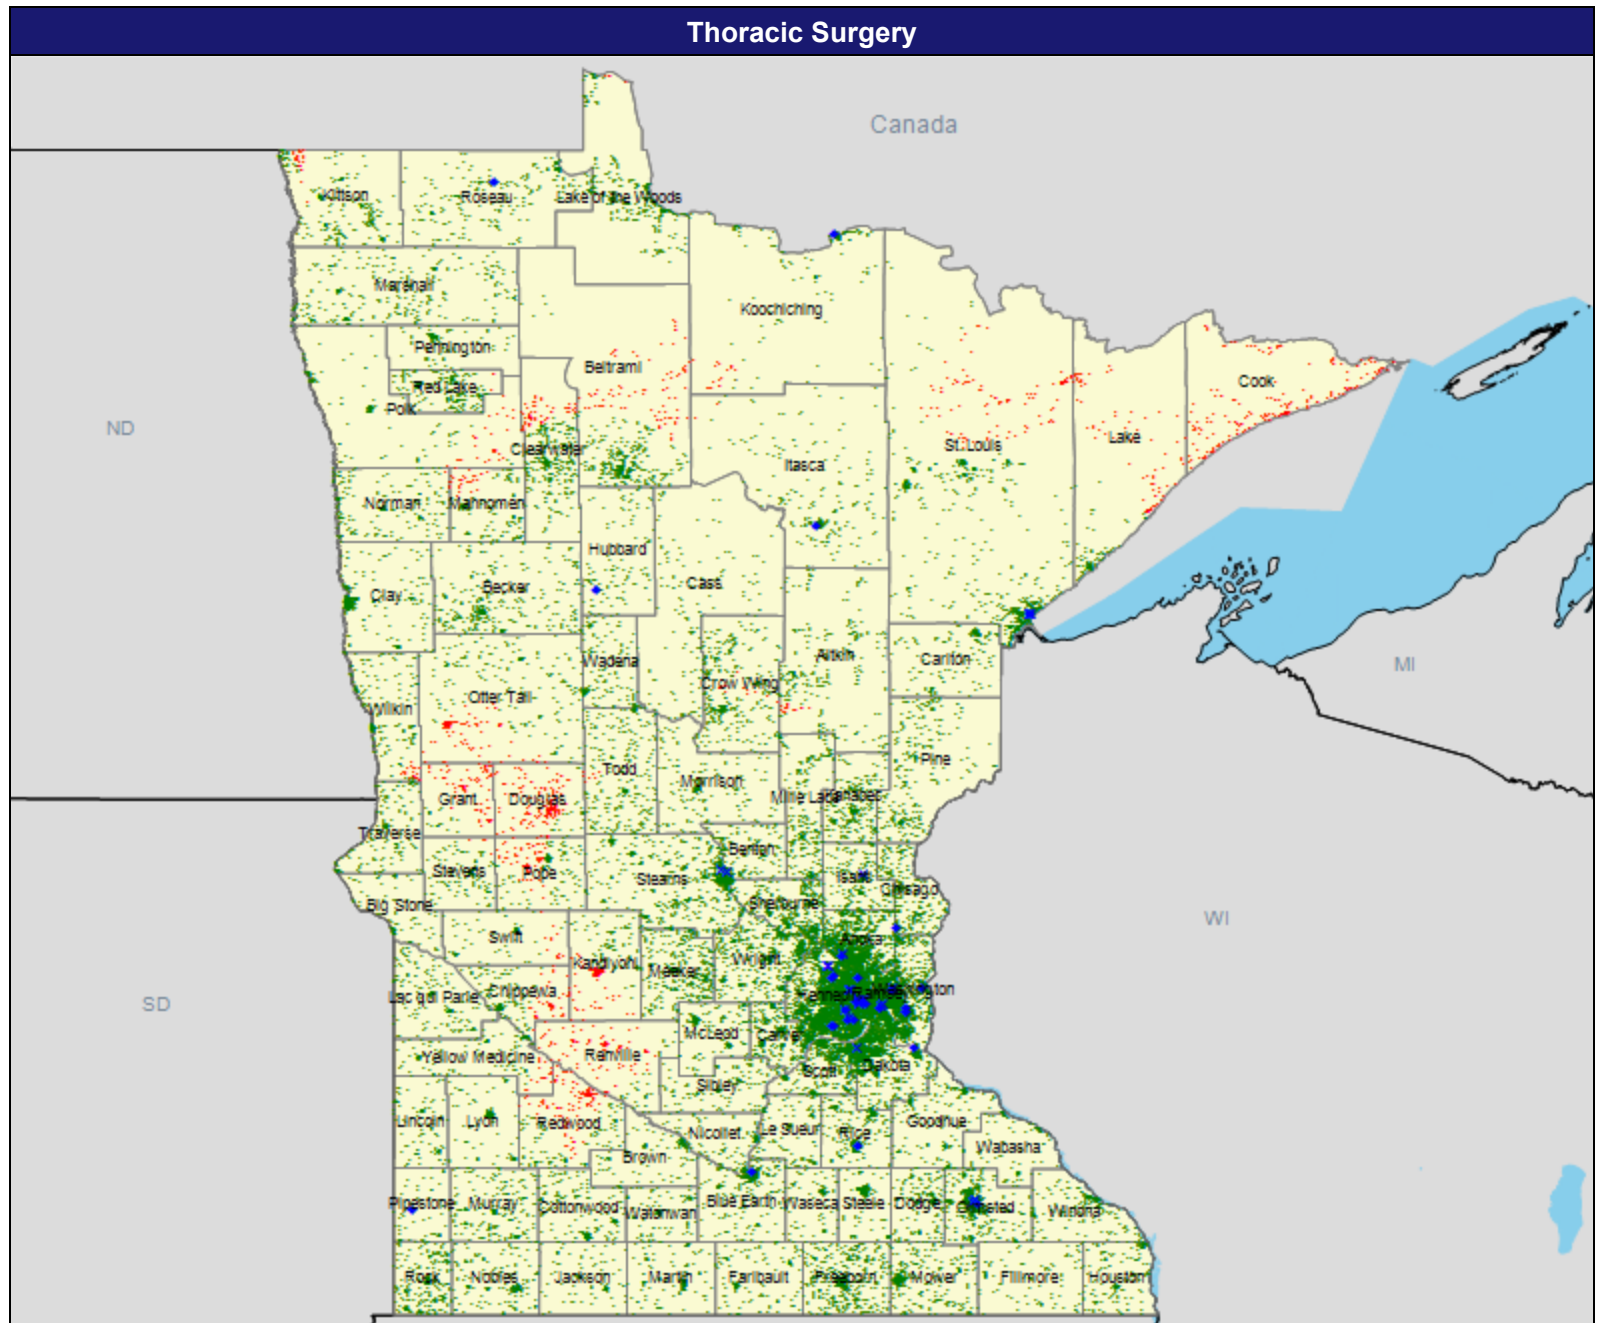 Thoracic Surgery
Canada
Kittson
Roseau
Lake of the Woods
Marshall
Koochiching
Pennington
Beltrami
Red Lake
Cook
Polk
ND
Lake
St. Louis
Clearwater
Itasca
Norman
Mahnomen
Hubbard
Cass
Becker
Clay
Aitkin
Carlton
Wadena
MI
Crow Wing
Otter Tail
Wilkin
Pine
Todd
Morrison
Mille Lacs
Kanabec
Grant
Douglas
Traverse
Benton
Stevens
Pope
Stearns
Isanti
Chisago
Big Stone
Sherburne
WI
Swift
Anoka
Wright
Kandiyohi
Meeker
Chippewa
Lac qui Parle
Hennepin
Ramsey
Washington
SD
McLeod
Carver
Yellow Medicine
Renville
Scott
Dakota
Sibley
Lincoln
Lyon
Redwood
Nicollet
Le Sueur
Rice
Goodhue
Wabasha
Brown
Pipestone
Murray
Cottonwood
Watonwan
Blue Earth
Waseca
Steele
Dodge
Olmsted
Winona
Rock
Nobles
Jackson
Martin
Faribault
Freeborn
Mower
Fillmore
Houston